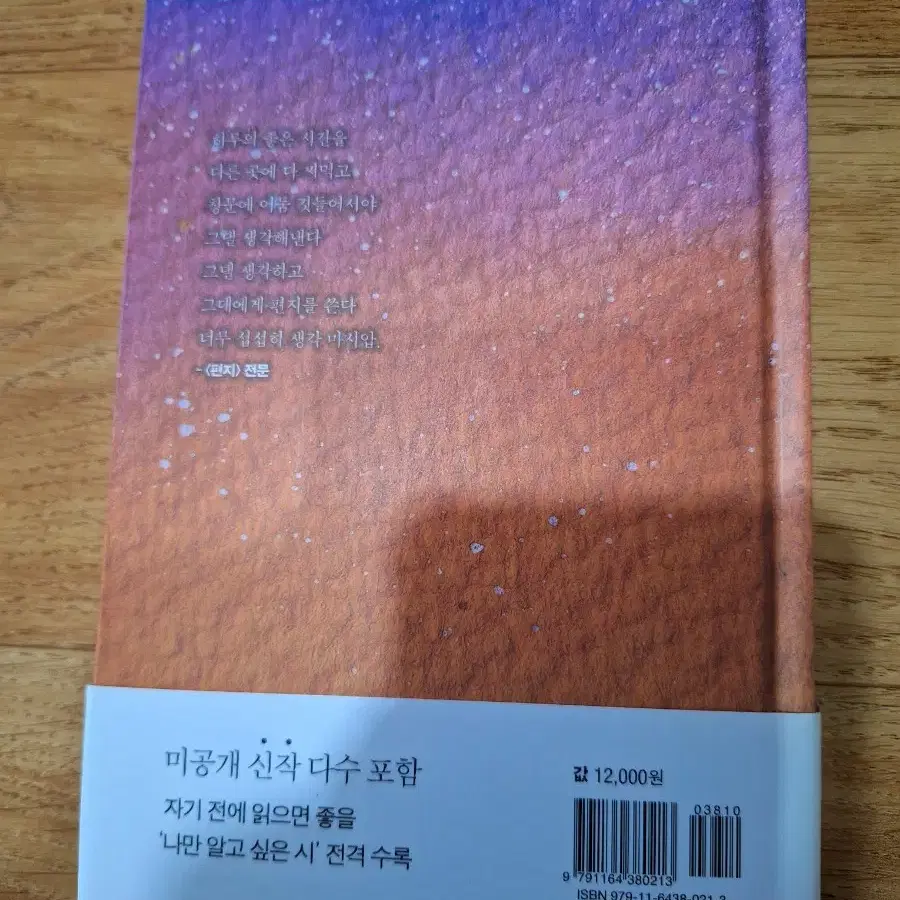 하루의 좋은 시간을
다른 곳에 다 써먹고
창문에 어둠 깃들어서야
그댈 생각해낸다
그댈 생각하고
그대에게 편지를 쓴다
너무 섭섭히 생각 마시압.
- <편지> 전문
미공개 신작 다수 포함
자기 전에 읽으면 좋을
'나만 알고 싶은 시' 전격 수록
값 12,000원
03810
9 791164 380213
ISBN 979-11-6438-021-3